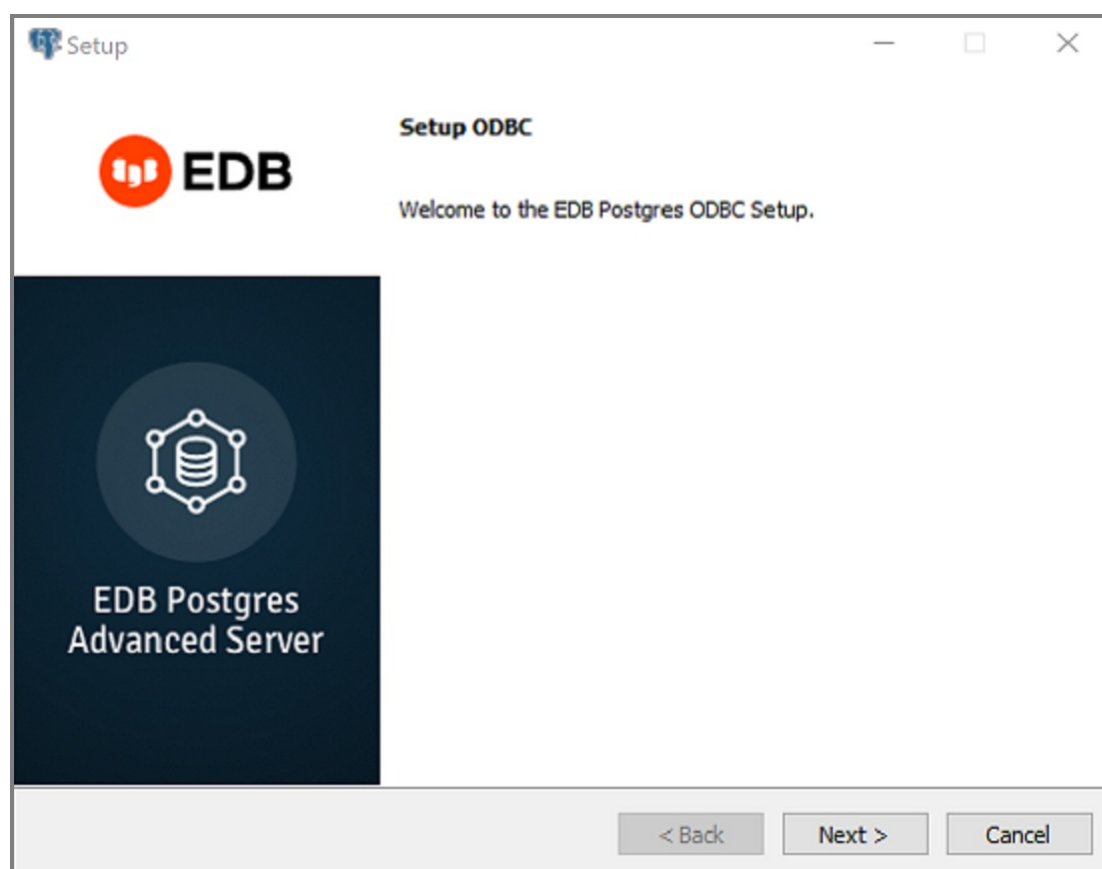 Setup
EDB
Setup ODBC
Welcome to the EDB Postgres ODBC Setup.
EDB Postgres
Advanced Server
< Back
Next >
Cancel